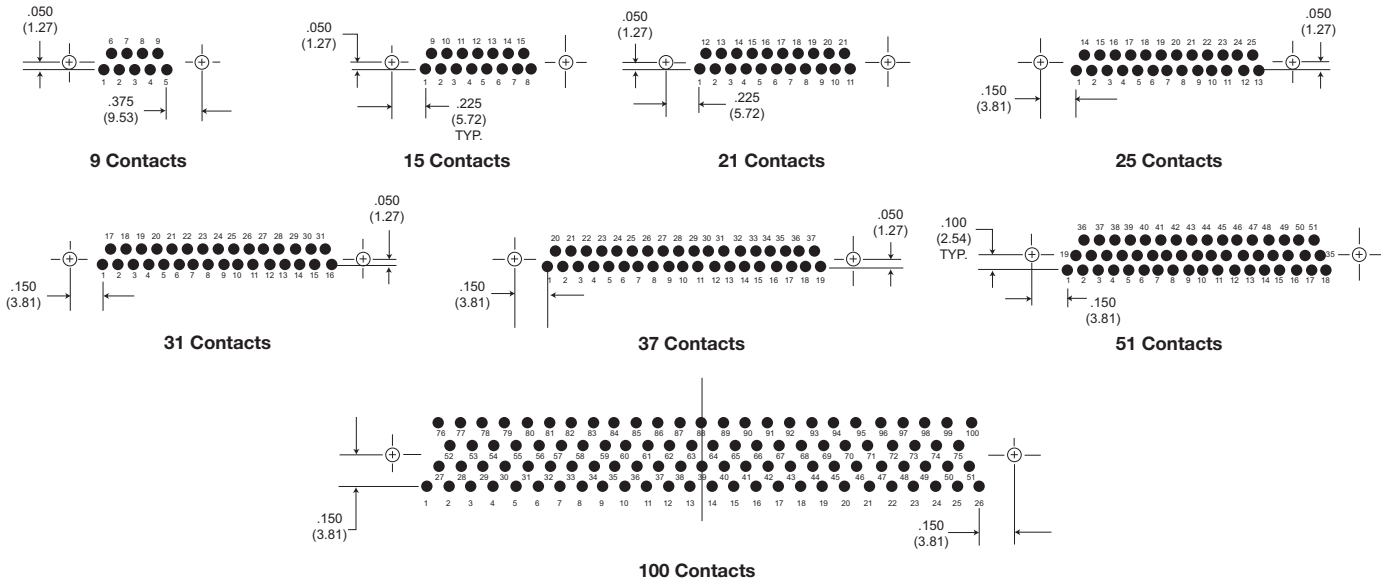 .050
(1.27)
6 7 8 9
1 2 3 4 5
.375
(9.53)
9 Contacts
.050
(1.27)
9 10 11 12 13 14 15
1 2 3 4 5 6 7 8
.225
(5.72)
TYP.
15 Contacts
.050
(1.27)
12 13 14 15 16 17 18 19 20 21
1 2 3 4 5 6 7 8 9 10 11
.225
(5.72)
21 Contacts
.050
(1.27)
14 15 16 17 18 19 20 21 22 23 24 25
1 2 3 4 5 6 7 8 9 10 11 12 13
.150
(3.81)
25 Contacts
.050
(1.27)
17 18 19 20 21 22 23 24 25 26 27 28 29 30 31
1 2 3 4 5 6 7 8 9 10 11 12 13 14 15 16
.150
(3.81)
31 Contacts
.050
(1.27)
20 21 22 23 24 25 26 27 28 29 30 31 32 33 34 35 36 37
1 2 3 4 5 6 7 8 9 10 11 12 13 14 15 16 17 18 19
.150
(3.81)
37 Contacts
.100
(2.54)
TYP.
36 37 38 39 40 41 42 43 44 45 46 47 48 49 50 51
19 35
1 2 3 4 5 6 7 8 9 10 11 12 13 14 15 16 17 18
.150
(3.81)
51 Contacts
76 77 78 79 80 81 82 83 84 85 86 87 88 89 90 91 92 93 94 95 96 97 98 99 100
52 53 54 55 56 57 58 59 60 61 62 63 64 65 66 67 68 69 70 71 72 73 74 75
27 28 29 30 31 32 33 34 35 36 37 38 39 40 41 42 43 44 45 46 47 48 49 50 51
1 2 3 4 5 6 7 8 9 10 11 12 13 14 15 16 17 18 19 20 21 22 23 24 25 26
.150
(3.81)
.150
(3.81)
100 Contacts